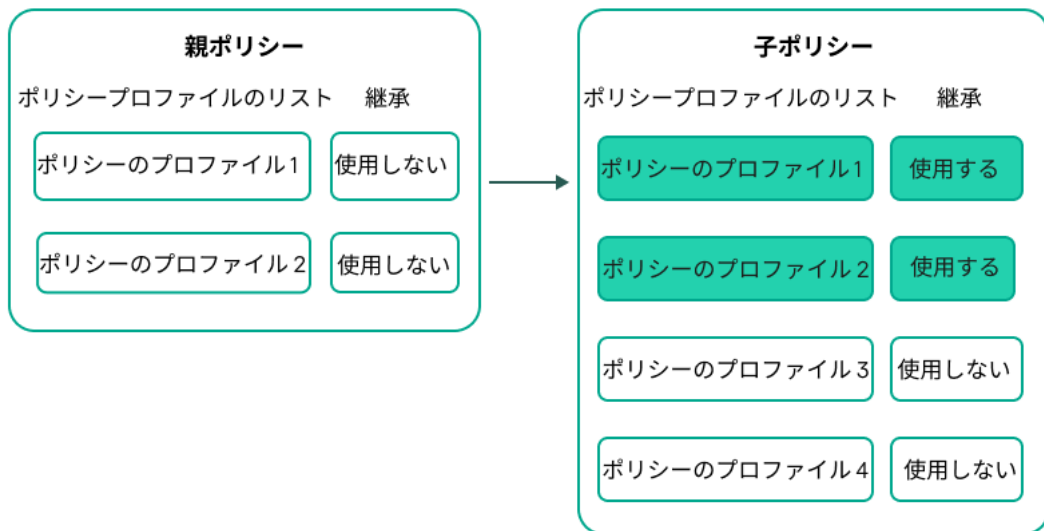 親ポリシー
ポリシープロファイルのリスト 継承
ポリシーのプロファイル 1 使用しない
ポリシーのプロファイル 2 使用しない
子ポリシー
ポリシープロファイルのリスト 継承
ポリシーのプロファイル 1 使用する
ポリシーのプロファイル 2 使用する
ポリシーのプロファイル 3 使用しない
ポリシーのプロファイル 4 使用しない